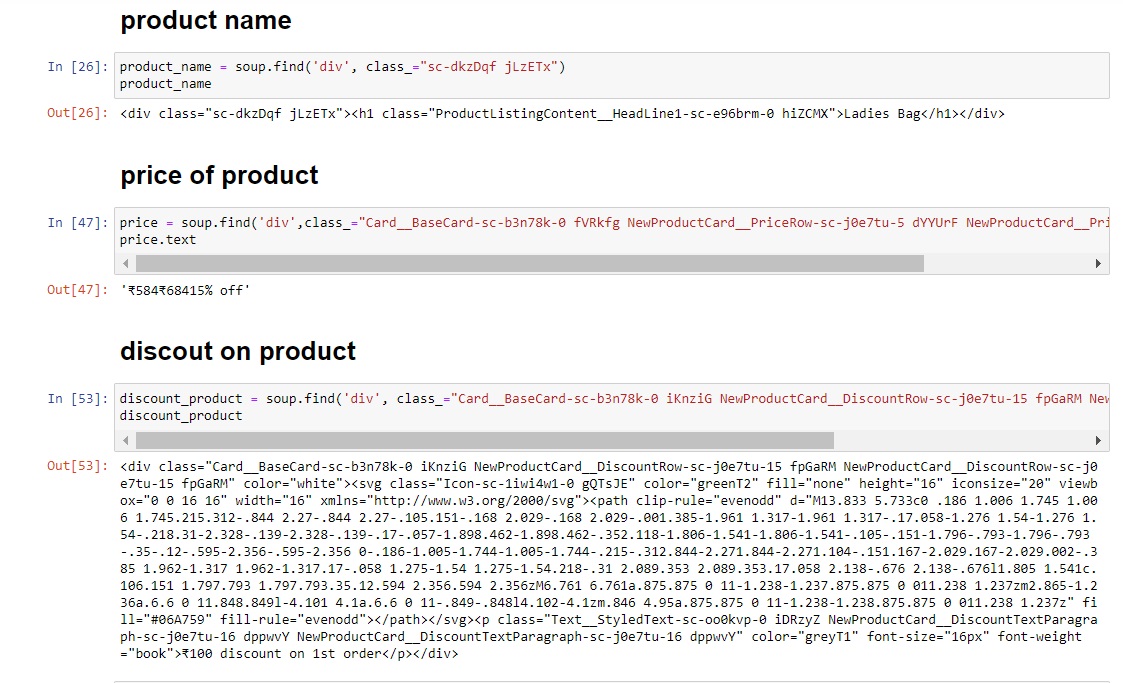 product name
In [26]: product_name = soup.find('div', class_="sc-dkzDqf jLzETx")
product_name
Out[26]: <div class="sc-dkzDqf jLzETx"><h1 class="ProductListingContent__HeadLine1-sc-e96brm-0 hiZCMX">Ladies Bag</h1></div>
price of product
In [47]: price = soup.find('div',class_="Card__BaseCard-sc-b3n78k-0 fVRkfg NewProductCard__PriceRow-sc-j0e7tu-5 dYYUrF NewProductCard__Pri
price.text
Out[47]: '₹584₹68415% off'
discout on product
In [53]: discount_product = soup.find('div', class_="Card__BaseCard-sc-b3n78k-0 iKnziG NewProductCard__DiscountRow-sc-j0e7tu-15 fpGaRM New
discount_product
Out[53]: <div class="Card__BaseCard-sc-b3n78k-0 iKnziG NewProductCard__DiscountRow-sc-j0e7tu-15 fpGaRM NewProductCard__DiscountRow-sc-j0
e7tu-15 fpGaRM" color="white"><svg class="Icon-sc-1iwi4w1-0 gQTsJE" color="greenT2" fill="none" height="16" iconsize="20" viewb
ox="0 0 16 16" width="16" xmlns="http://www.w3.org/2000/svg"><path clip-rule="evenodd" d="M13.833 5.733c0 .186 1.006 1.745 1.00
6 1.745.215.312-.844 2.27-.844 2.27-.105.151-.168 2.029-.168 2.029-.001.385-1.961 1.317-1.961 1.317-.17.058-1.276 1.54-1.276 1.
54-.218.31-2.328-.139-2.328-.139-.17-.057-1.898.462-1.898.462-.352.118-1.806-1.541-1.806-1.541-.105-.151-1.796-.793-1.796-.793
-.35-.12-.595-2.356-.595-2.356 0-.186-1.005-1.744-1.005-1.744-.215-.312.844-2.271.844-2.271.104-.151.167-2.029.167-2.029.002-.3
85 1.962-1.317 1.962-1.317.17-.058 1.275-1.54 1.275-1.54.218-.31 2.089.353 2.089.353.17.058 2.138-.676 2.138-.676l1.805 1.541c.
106.151 1.797.793 1.797.793.35.12.594 2.356.594 2.356zM6.761 6.761a.875.875 0 11-1.238-1.237.875.875 0 011.238 1.237zm2.865-1.2
36a.6.6 0 11.848.849l-4.101 4.1a.6.6 0 11-.849-.848l4.102-4.1zm.846 4.95a.875.875 0 11-1.238-1.238.875.875 0 011.238 1.237z" fi
ll="#06A759" fill-rule="evenodd"></path></svg><p class="Text__StyledText-sc-oo0kvp-0 iDRzyZ NewProductCard__DiscountTextParagra
ph-sc-j0e7tu-16 dppwvY NewProductCard__DiscountTextParagraph-sc-j0e7tu-16 dppwvY" color="greyT1" font-size="16px" font-weight
="book">₹100 discount on 1st order</p></div>